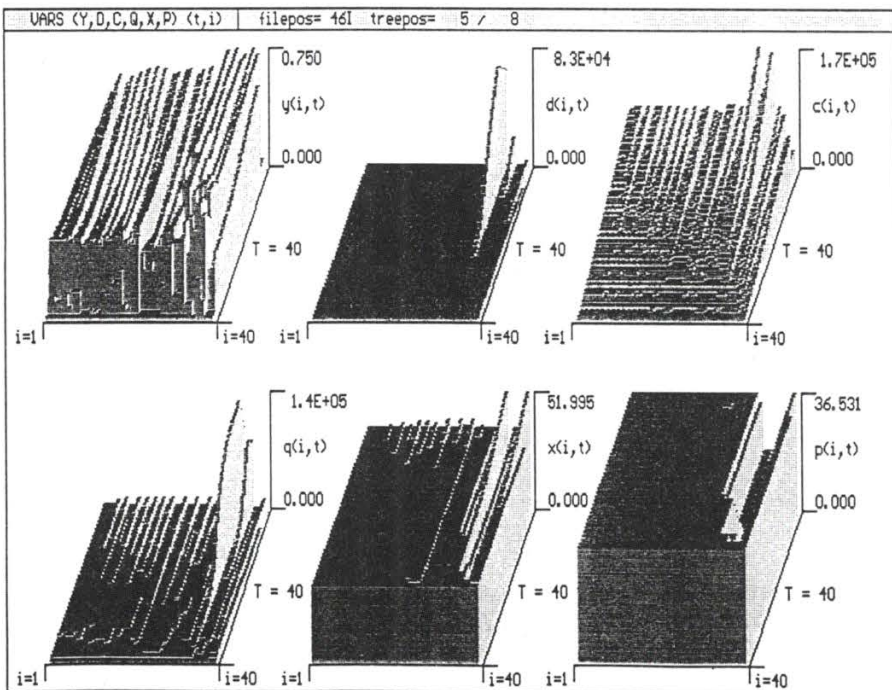 VARS (Y,D,C,Q,X,P) (t,i) filepos= 46I treepos= 5 / 8
0.750
y(i,t)
0.000
T = 40
i=1
i=40
8.3E+04
d(i,t)
0.000
T = 40
i=1
i=40
1.7E+05
c(i,t)
0.000
T = 40
i=1
i=40
1.4E+05
q(i,t)
0.000
T = 40
i=1
i=40
51.995
x(i,t)
0.000
T = 40
i=1
i=40
36.531
p(i,t)
0.000
T = 40
i=1
i=40